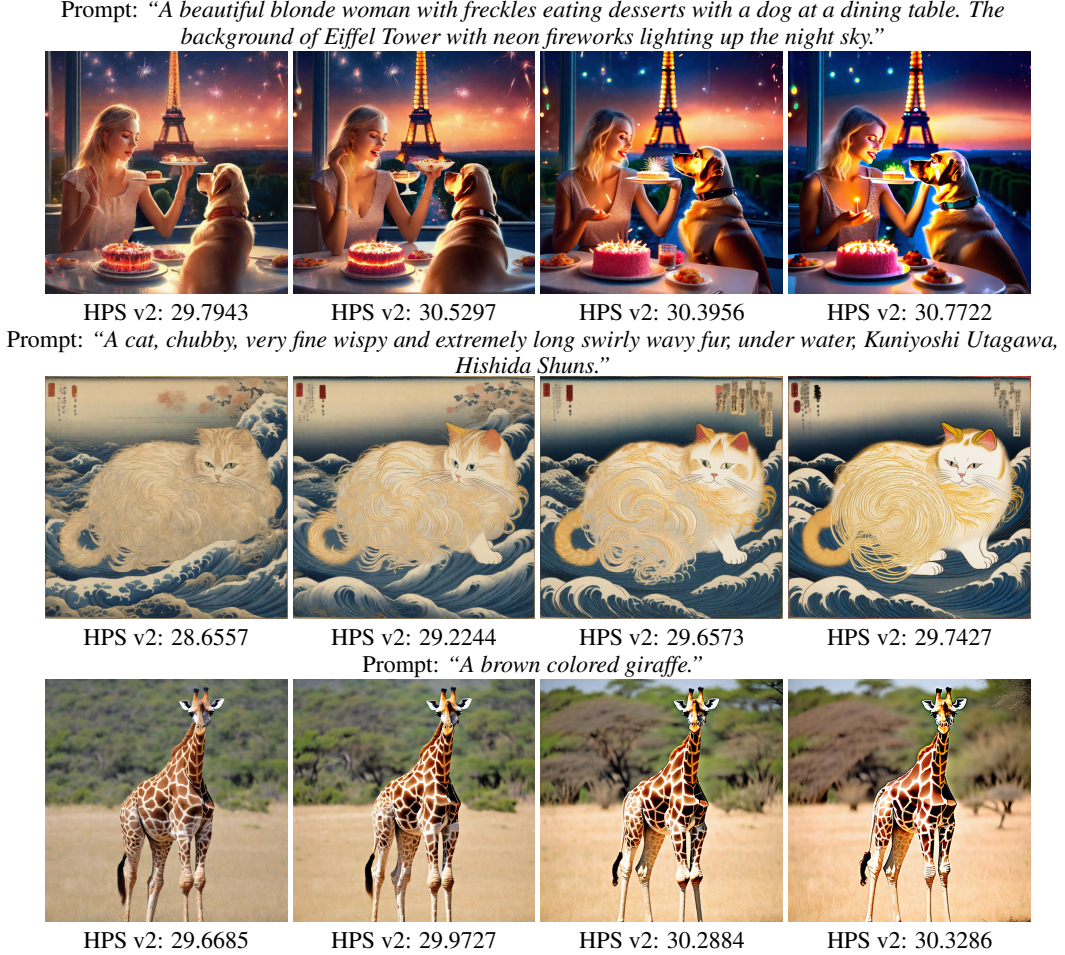 Prompt: “A beautiful blonde woman with freckles eating desserts with a dog at a dining table. The
background of Eiffel Tower with neon fireworks lighting up the night sky.”
HPS v2: 29.7943
HPS v2: 30.5297
HPS v2: 30.3956
HPS v2: 30.7722
Prompt: “A cat, chubby, very fine wispy and extremely long swirly wavy fur, under water, Kuniyoshi Utagawa,
Hishida Shuns.”
HPS v2: 28.6557
HPS v2: 29.2244
HPS v2: 29.6573
HPS v2: 29.7427
Prompt: “A brown colored giraffe.”
HPS v2: 29.6685
HPS v2: 29.9727
HPS v2: 30.2884
HPS v2: 30.3286